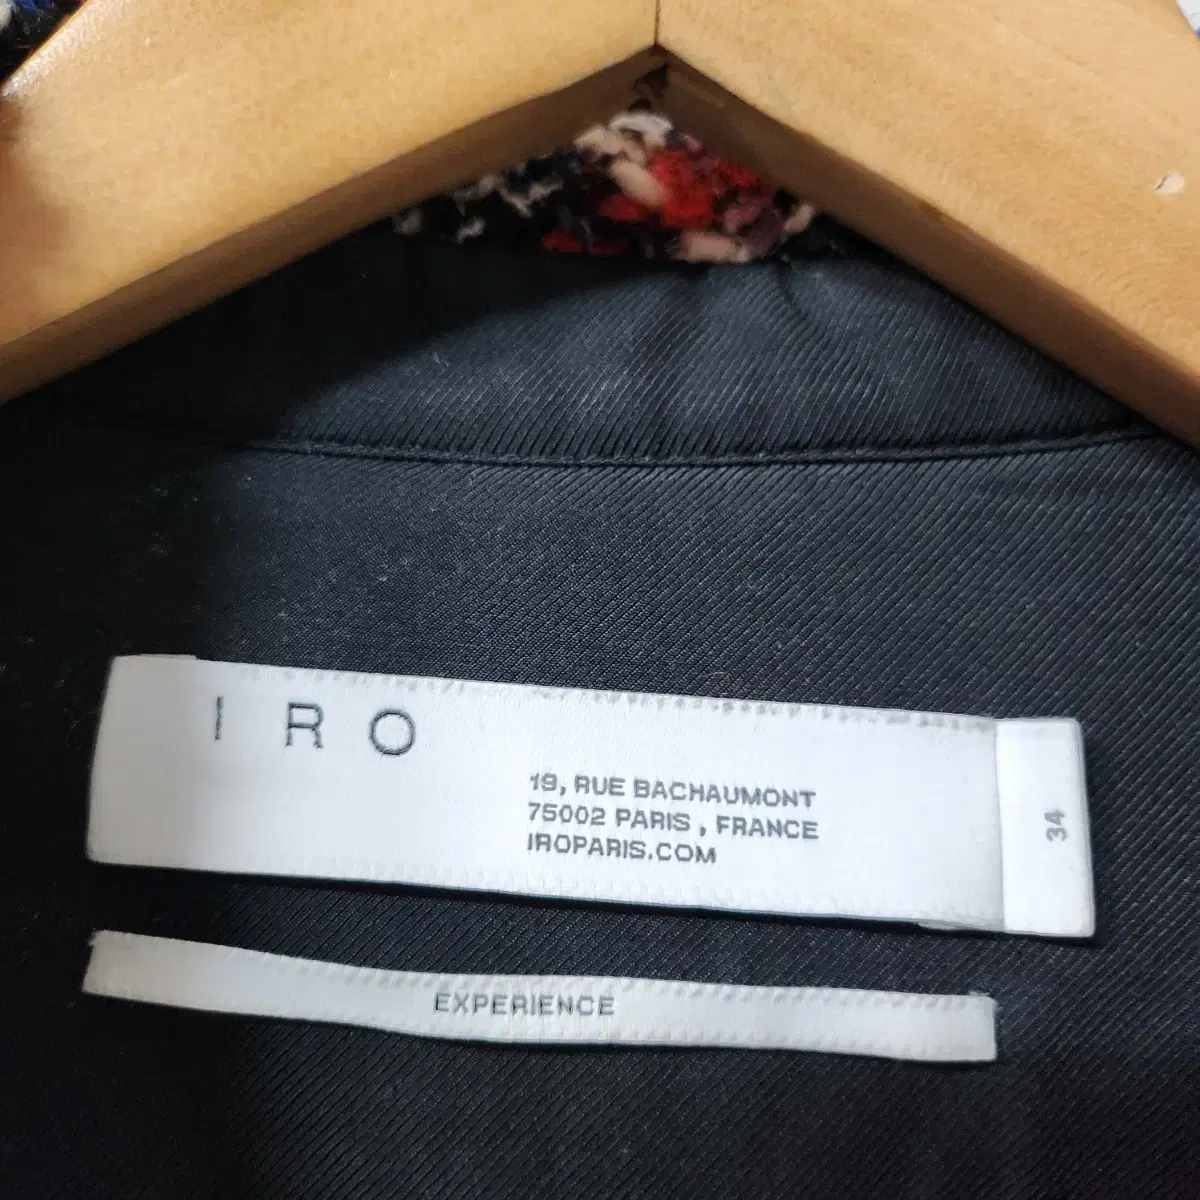 IRO
19, RUE BACHAUMONT
75002 PARIS , FRANCE
IROPARIS.COM
34
EXPERIENCE